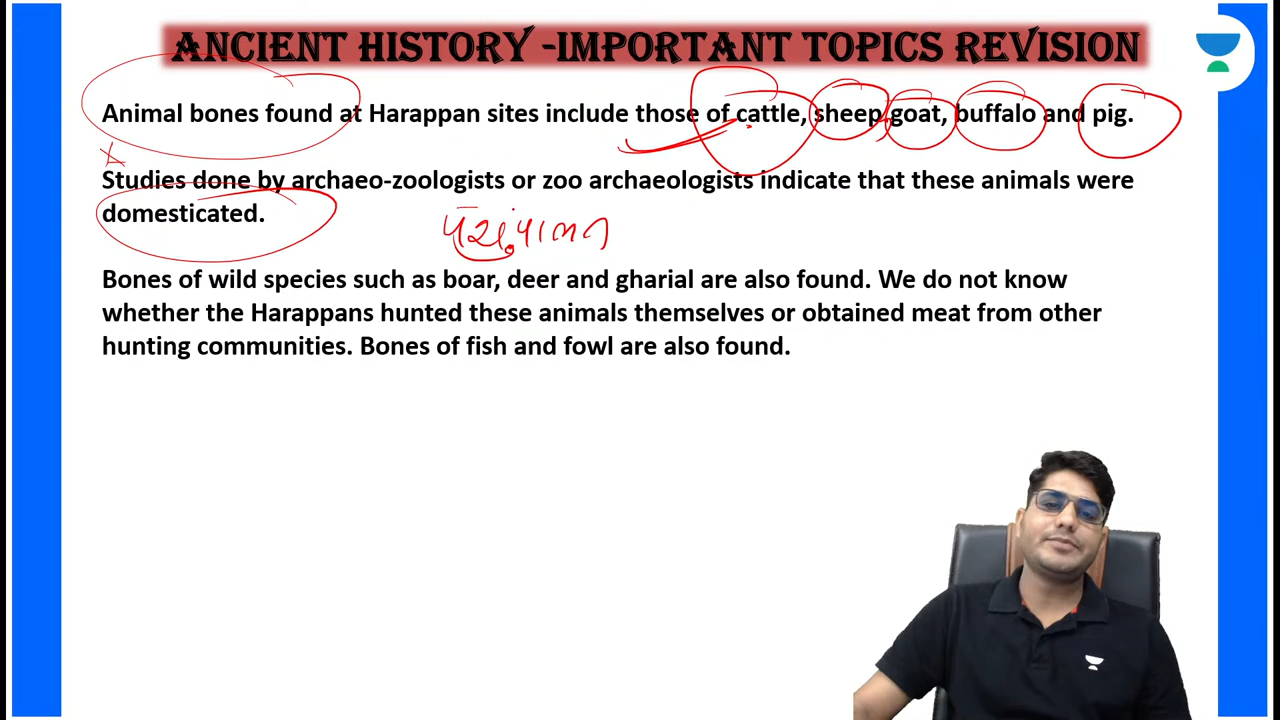 ANCIENT HISTORY -IMPORTANT TOPICS REVISION
Animal bones found at Harappan sites include those of cattle, sheep, goat, buffalo and pig.
Studies done by archaeo-zoologists or zoo archaeologists indicate that these animals were
domesticated.
પશુપાલન
Bones of wild species such as boar, deer and gharial are also found. We do not know
whether the Harappans hunted these animals themselves or obtained meat from other
hunting communities. Bones of fish and fowl are also found.